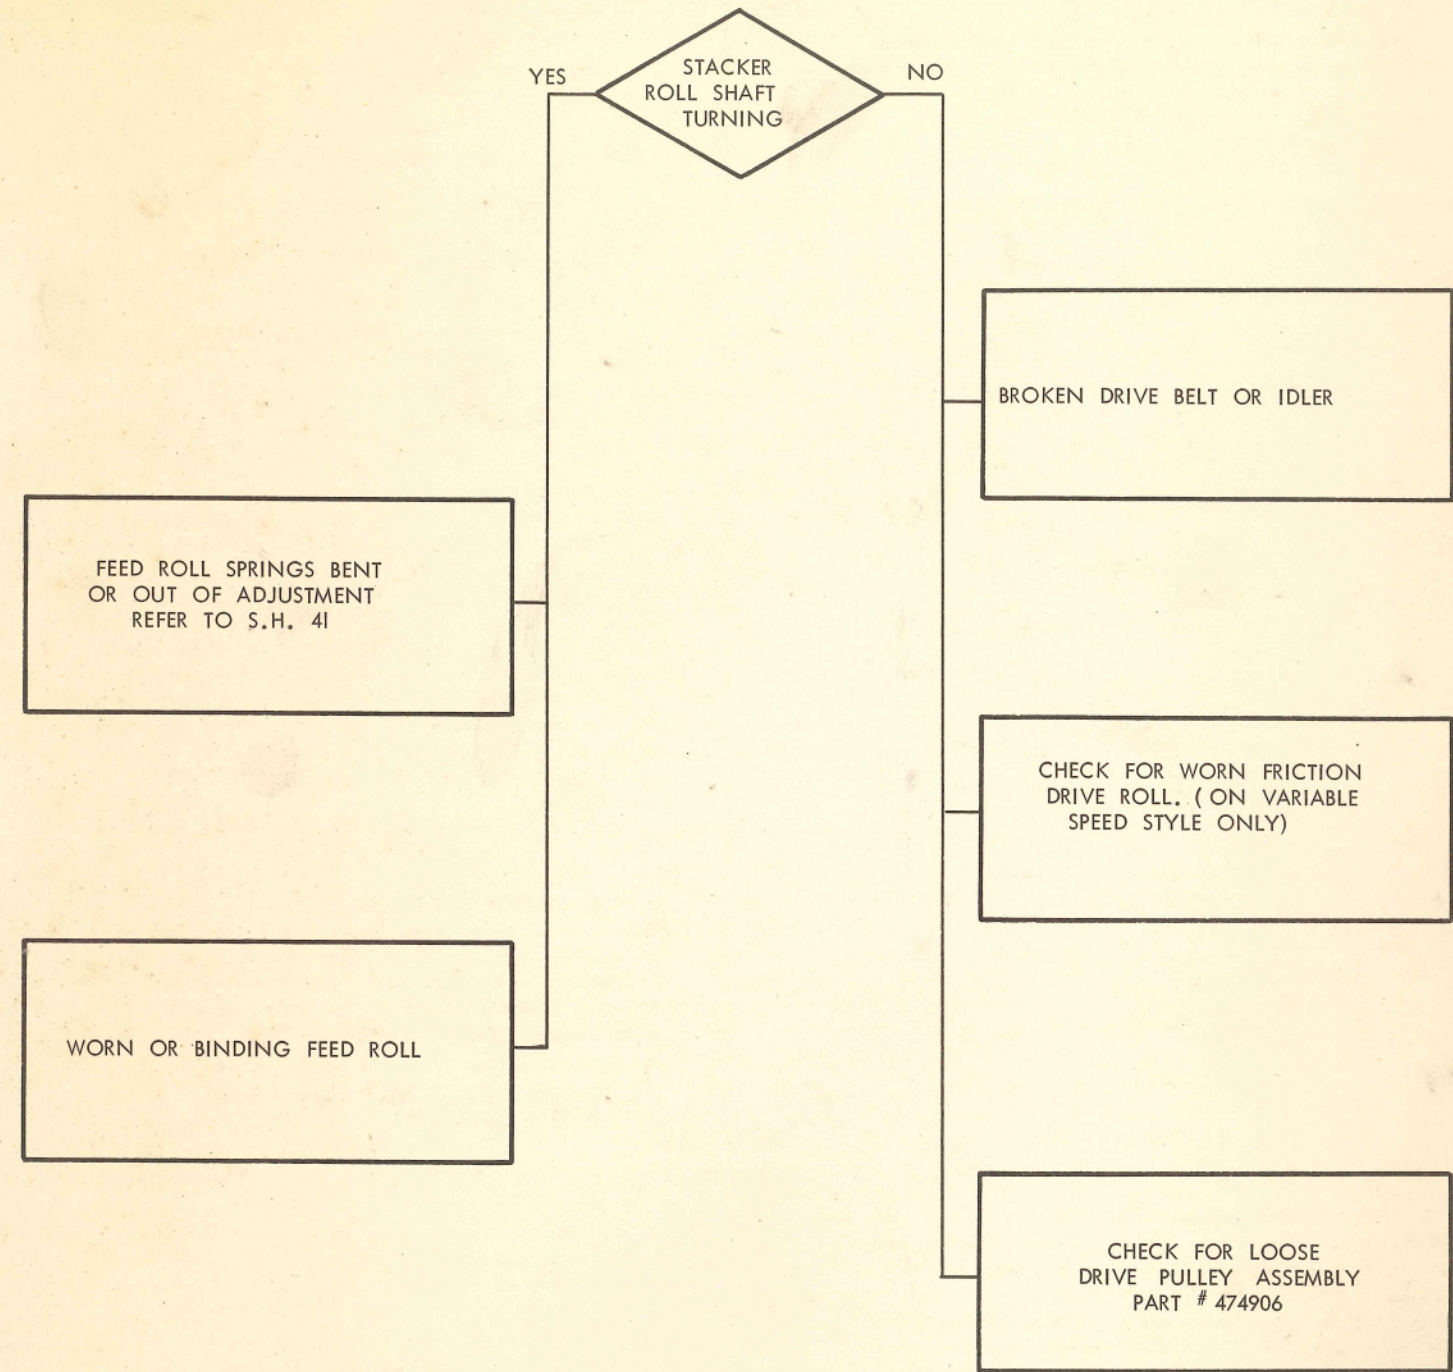 STACKER
ROLL SHAFT
TURNING
YES
NO
BROKEN DRIVE BELT OR IDLER
FEED ROLL SPRINGS BENT
OR OUT OF ADJUSTMENT
REFER TO S.H. 41
CHECK FOR WORN FRICTION
DRIVE ROLL. (ON VARIABLE
SPEED STYLE ONLY)
WORN OR BINDING FEED ROLL
CHECK FOR LOOSE
DRIVE PULLEY ASSEMBLY
PART # 474906